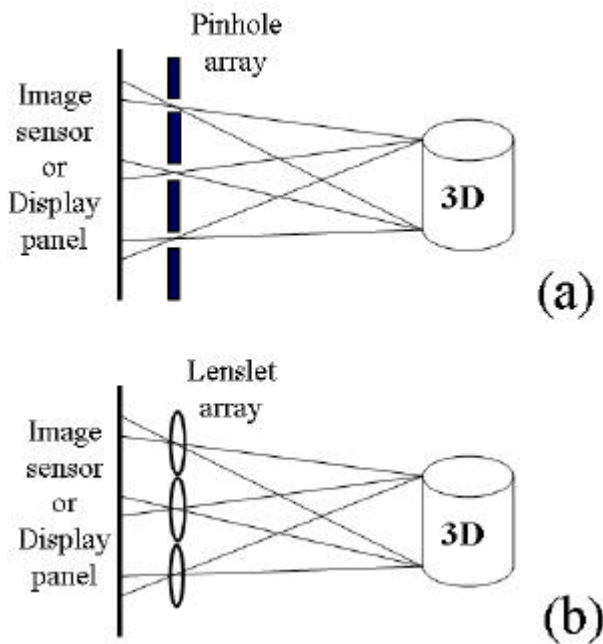 Pinhole
array
Image
sensor
or
Display
panel
3D
(a)
Lenslet
array
Image
sensor
or
Display
panel
3D
(b)